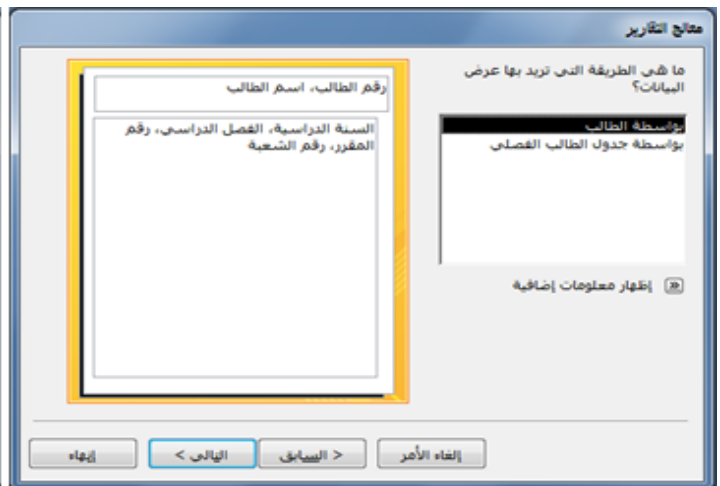 معالج التقارير
ما هي الطريقة التي تريد بها عرض
البيانات؟
بواسطة الطالب
بواسطة جدول الطالب الفصلي
إظهار معلومات إضافية
رقم الطالب، اسم الطالب
السنة الدراسية، الفصل الدراسي، رقم
المقرر، رقم الشعبة
إلغاء الأمر
< السابق
التالي >
إنهاء